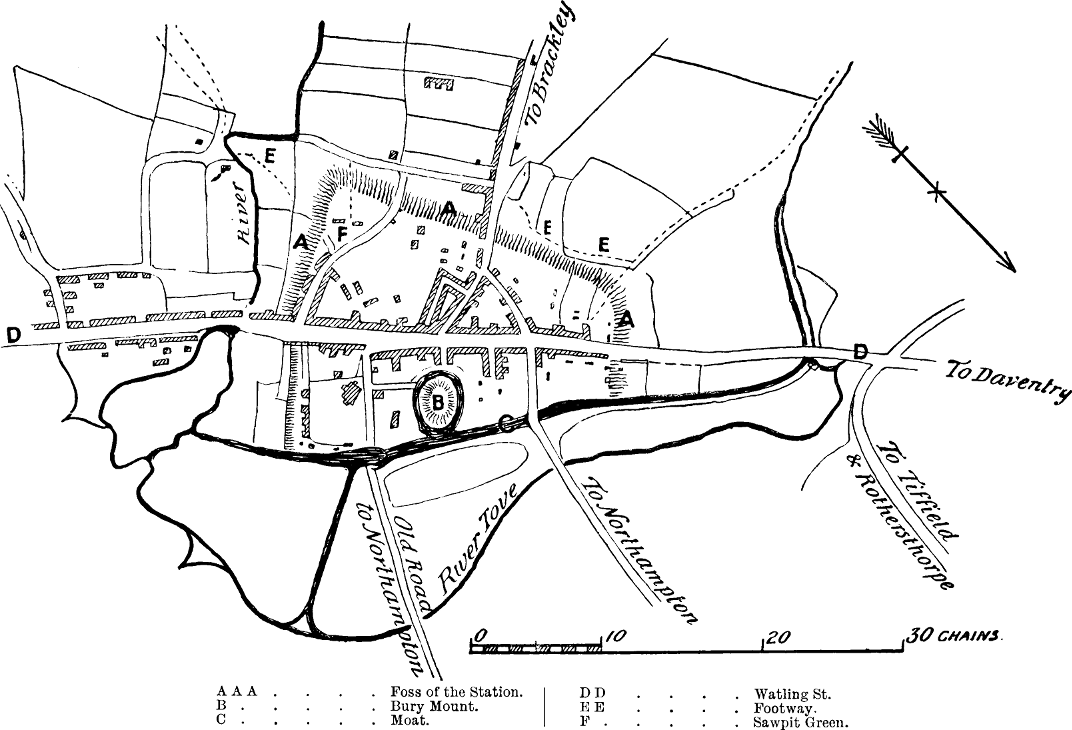 To Brackley
E
River
A
A
F
E
E
A
D
D
To Daventry
B
C
To Tiffield
& Rothersthorpe
River Tove
To Northampton
Old Road
to Northampton
0 10 20 30 CHAINS.
A A A . . . . . Foss of the Station.
B . . . . . Bury Mount.
C . . . . . Moat.
D D . . . . Watling St.
E E . . . . Footway.
F . . . . . Sawpit Green.